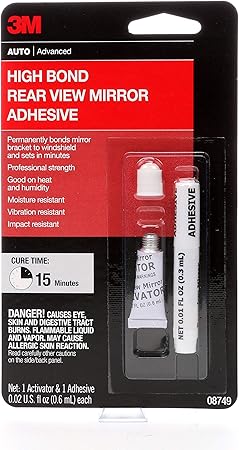 3M
AUTO | Advanced
HIGH BOND
REAR VIEW MIRROR
ADHESIVE
Permanently bonds mirror
bracket to windshield
and sets in minutes
Professional strength
Good on heat
and humidity
Moisture resistant
Vibration resistant
Impact resistant
CURE TIME:
15
Minutes
ADHESIVE
NET 0.01 FL OZ (0.3 mL)
DANGER! CAUSES EYE,
SKIN AND DIGESTIVE TRACT
BURNS. FLAMMABLE LIQUID
AND VAPOR. MAY CAUSE
ALLERGIC SKIN REACTION.
Read carefully other cautions
on the side/back panel.
Net: 1 Activator & 1 Adhesive
0.02 U.S. fl oz (0.6 mL) each
08749